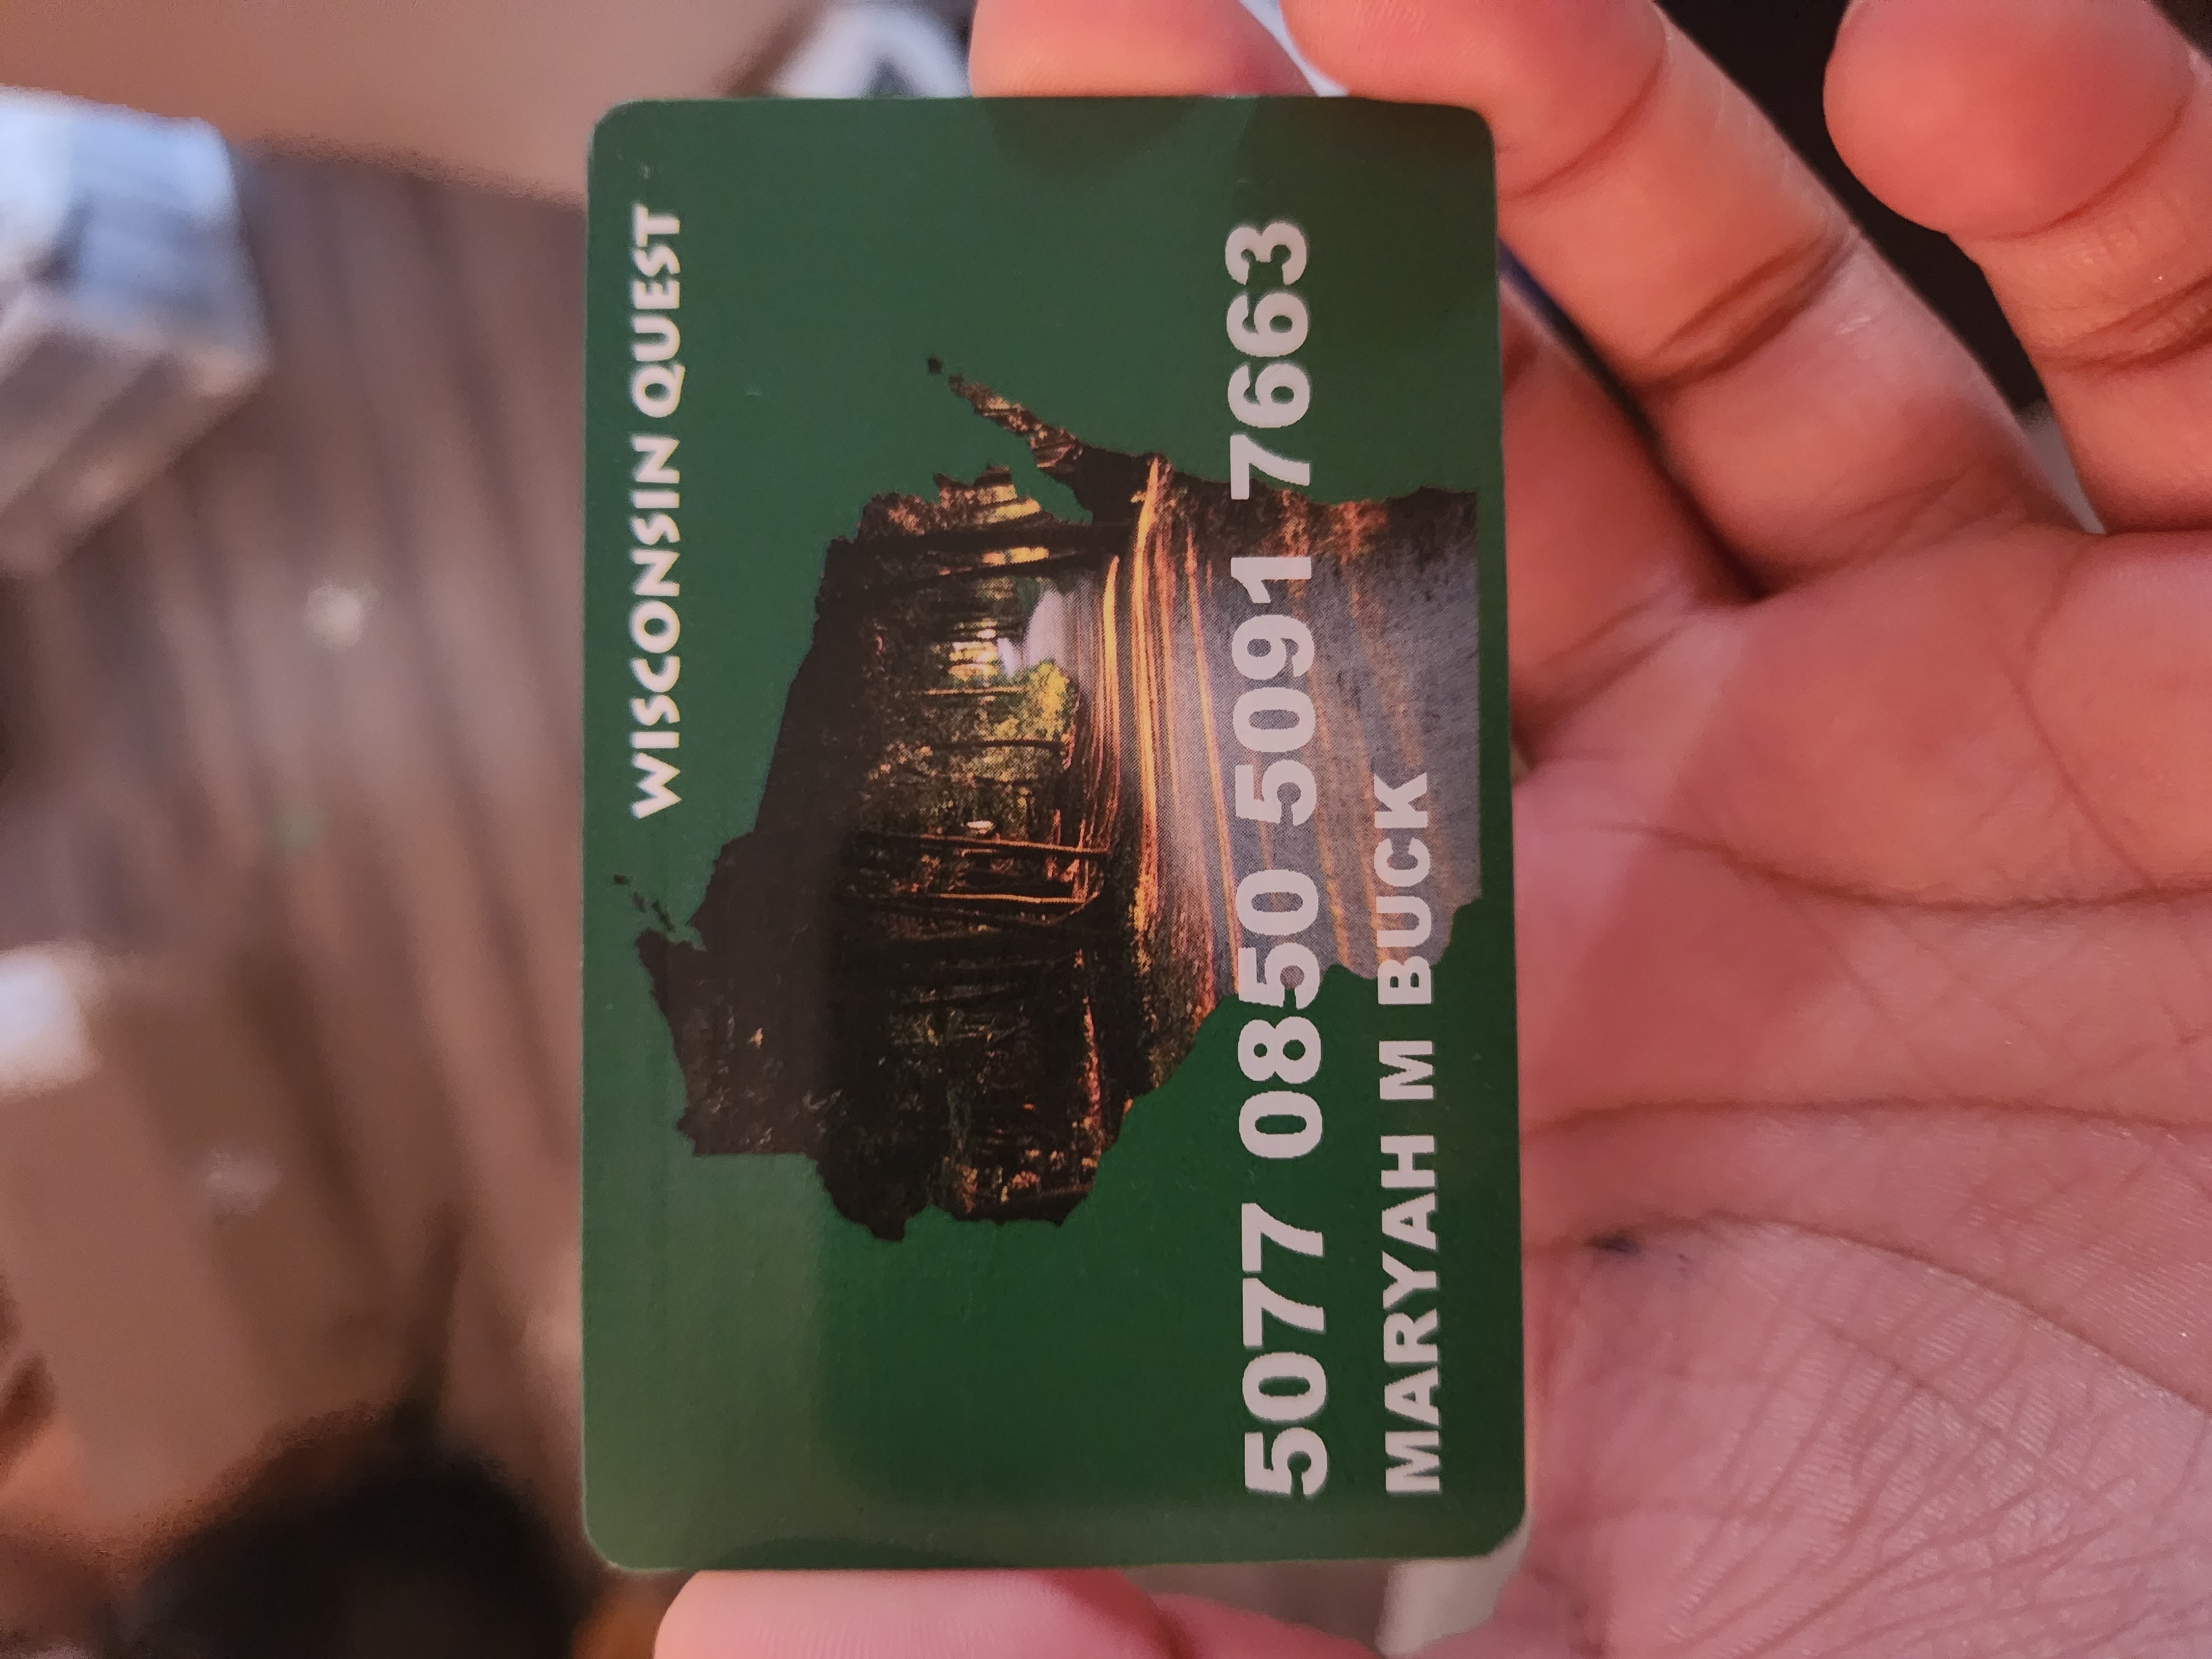 WISCONSIN QUEST
5077 0850 5091 7663
MARYAH M BUCK